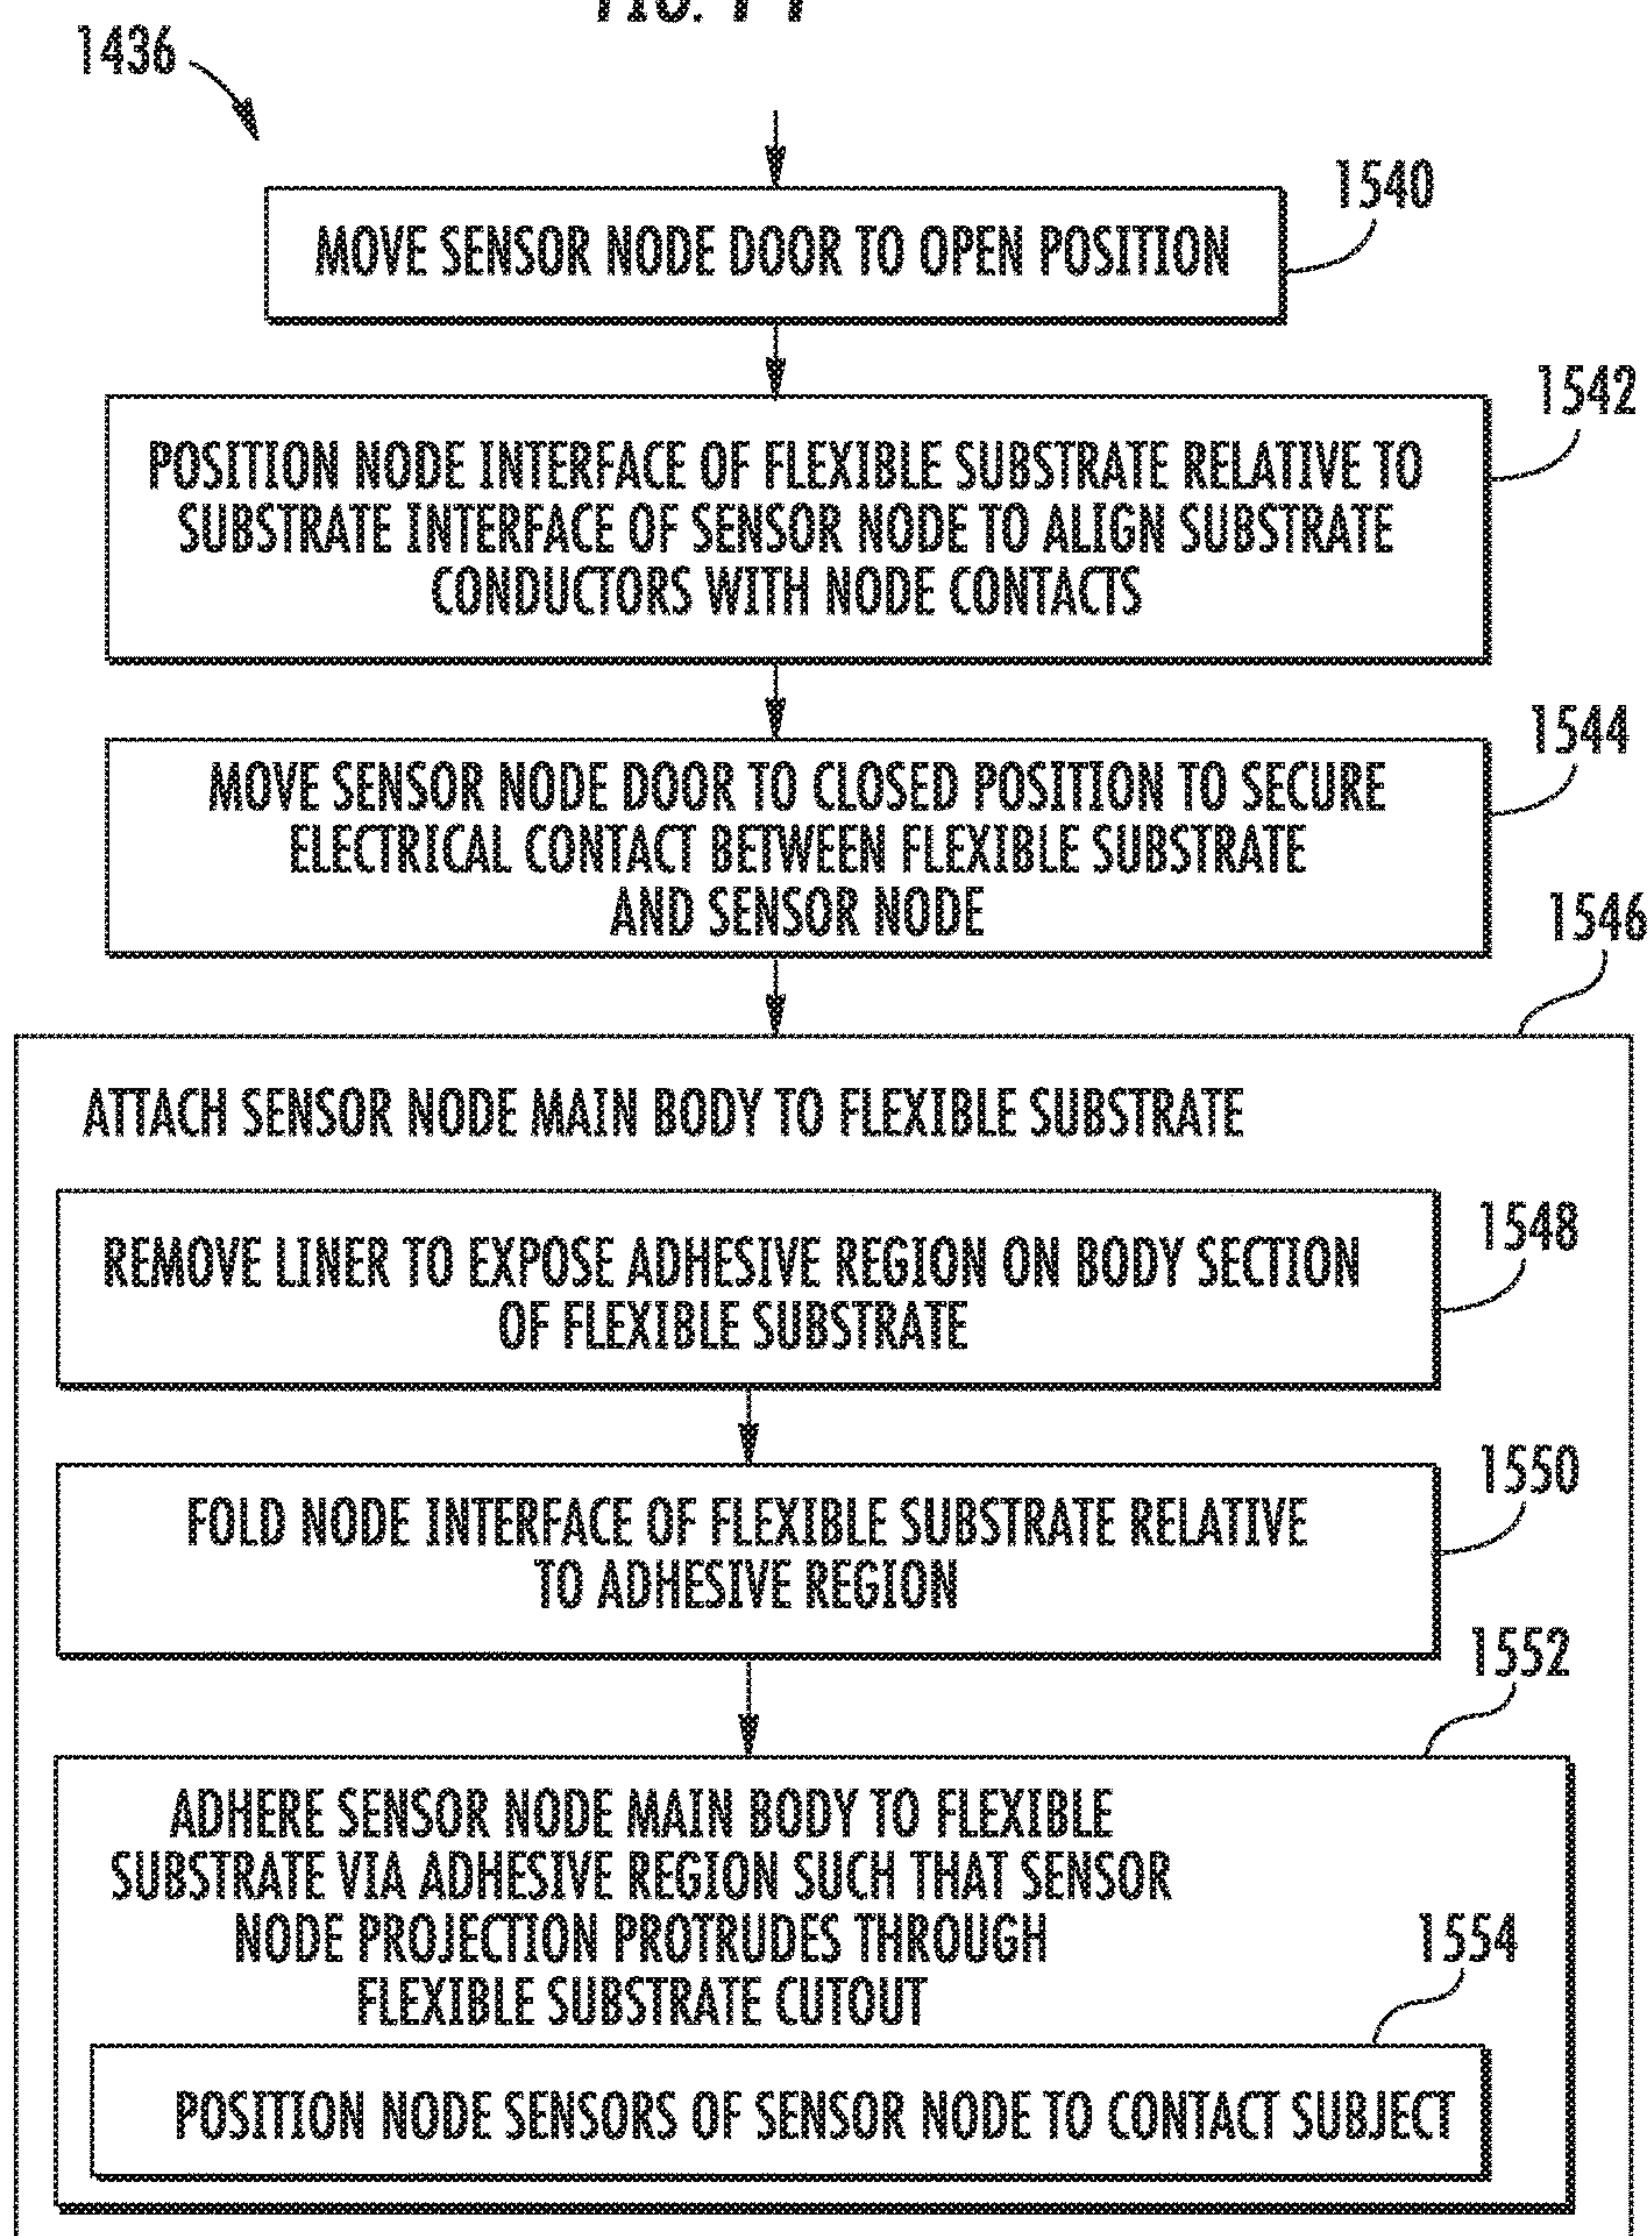 1436
1540
MOVE SENSOR NODE DOOR TO OPEN POSITION
1542
POSITION NODE INTERFACE OF FLEXIBLE SUBSTRATE RELATIVE TO
SUBSTRATE INTERFACE OF SENSOR NODE TO ALIGN SUBSTRATE
CONDUCTORS WITH NODE CONTACTS
1544
MOVE SENSOR NODE DOOR TO CLOSED POSITION TO SECURE
ELECTRICAL CONTACT BETWEEN FLEXIBLE SUBSTRATE
AND SENSOR NODE
1546
ATTACH SENSOR NODE MAIN BODY TO FLEXIBLE SUBSTRATE
1548
REMOVE LINER TO EXPOSE ADHESIVE REGION ON BODY SECTION
OF FLEXIBLE SUBSTRATE
1550
FOLD NODE INTERFACE OF FLEXIBLE SUBSTRATE RELATIVE
TO ADHESIVE REGION
1552
ADHERE SENSOR NODE MAIN BODY TO FLEXIBLE
SUBSTRATE VIA ADHESIVE REGION SUCH THAT SENSOR
NODE PROJECTION PROTRUDES THROUGH
FLEXIBLE SUBSTRATE CUTOUT
1554
POSITION NODE SENSORS OF SENSOR NODE TO CONTACT SUBJECT